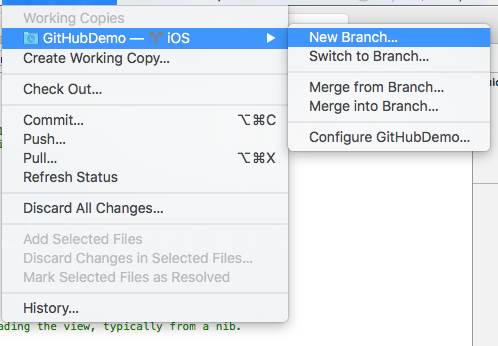 Working Copies
GitHubDemo — iOS
Create Working Copy...
Check Out...
Commit... ⌥⌘C
Push...
Pull... ⌥⌘X
Refresh Status
Discard All Changes...
Add Selected Files
Discard Changes in Selected Files...
Mark Selected Files as Resolved
History...
New Branch...
Switch to Branch...
Merge from Branch...
Merge into Branch...
Configure GitHubDemo...
ading the view, typically from a nib.